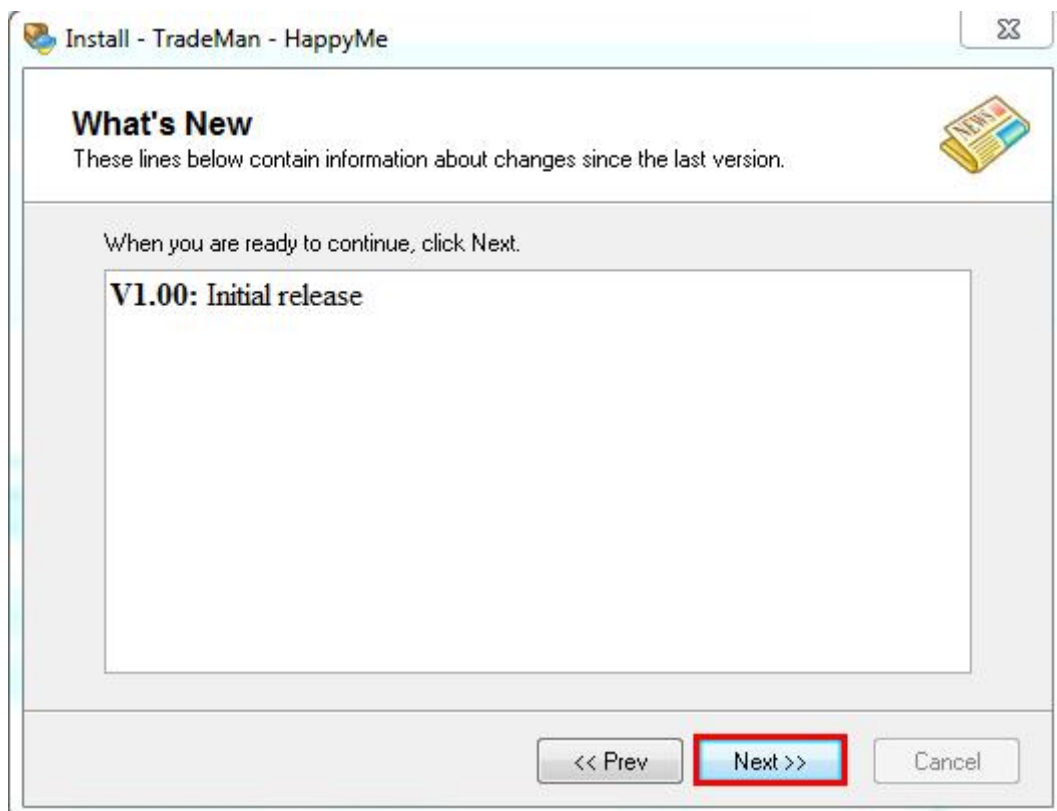 Install - TradeMan - HappyMe
What's New
These lines below contain information about changes since the last version.
NEWS
When you are ready to continue, click Next.
V1.00: Initial release
<< Prev
Next >>
Cancel